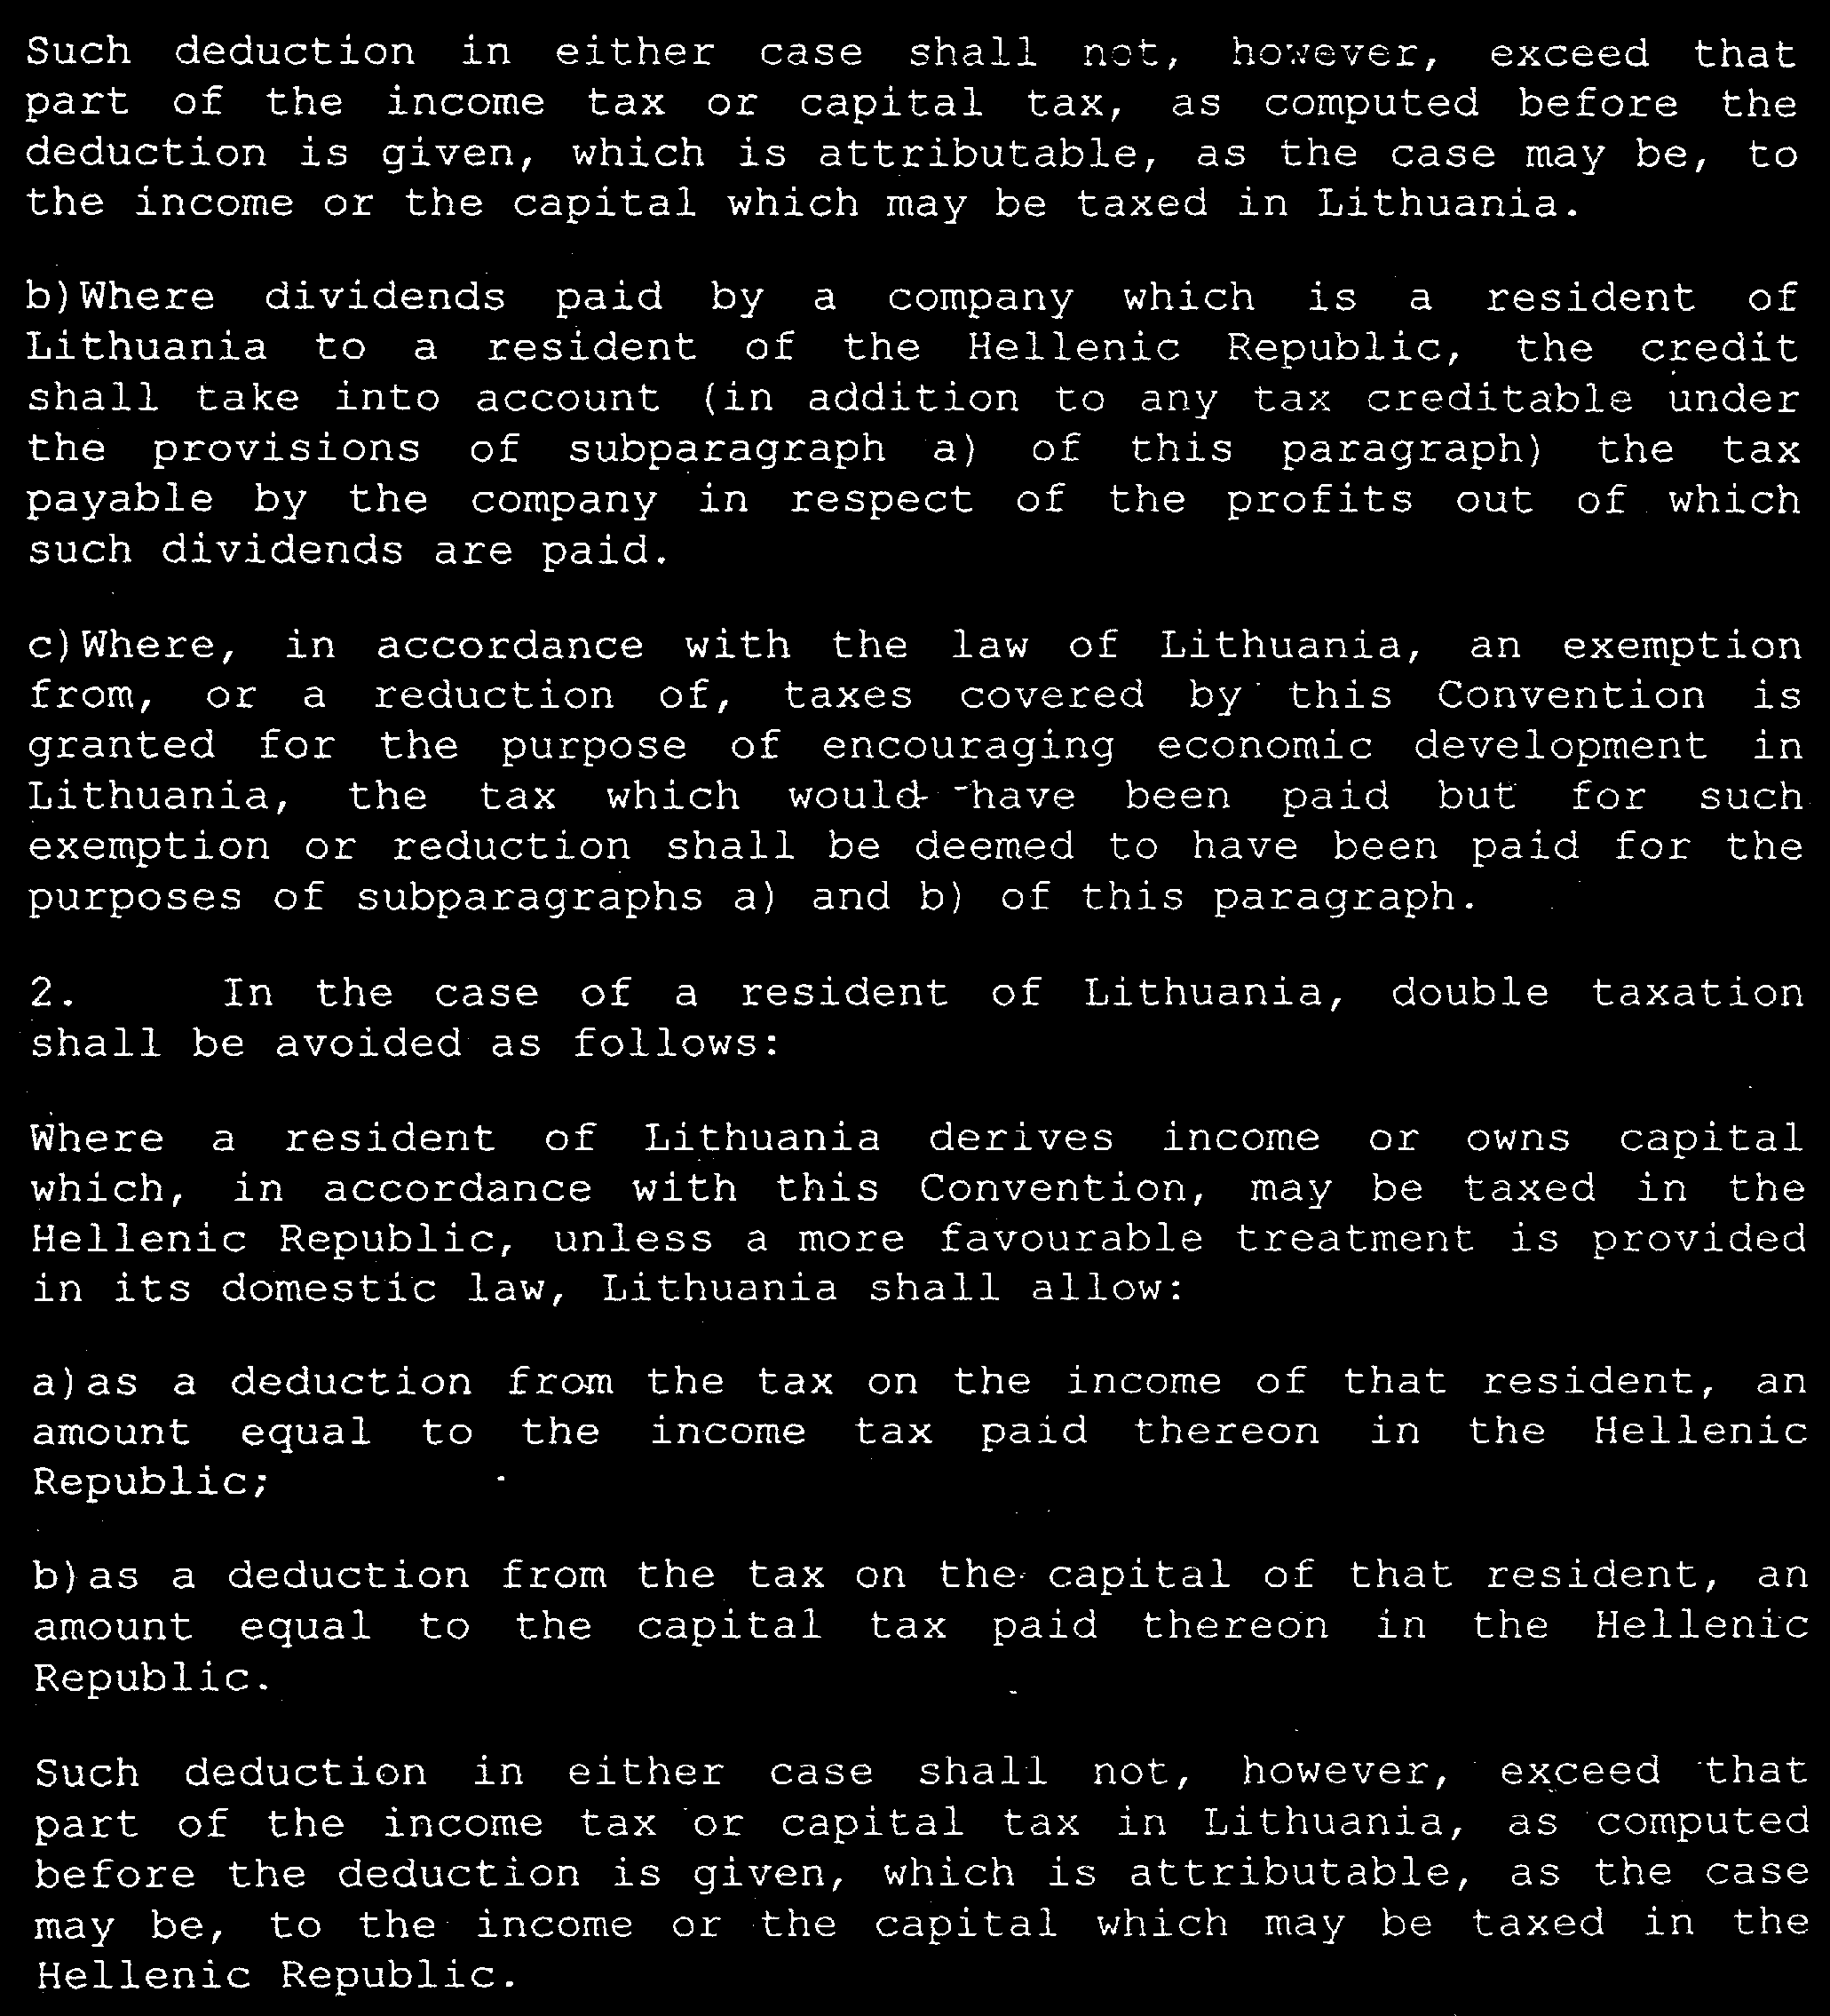 Such deduction in either case shall not, however, exceed that
part of the income tax or capital tax, as computed before the
deduction is given, which is attributable, as the case may be, to
the income or the capital which may be taxed in Lithuania.
b)Where dividends paid by a company which is a resident of
Lithuania to a resident of the Hellenic Republic, the credit
shall take into account (in addition to any tax creditable under
the provisions of subparagraph a) of this paragraph) the tax
payable by the company in respect of the profits out of which
such dividends are paid.
c)Where, in accordance with the law of Lithuania, an exemption
from, or a reduction of, taxes covered by this Convention is
granted for the purpose of encouraging economic development in
Lithuania, the tax which would have been paid but for such
exemption or reduction shall be deemed to have been paid for the
purposes of subparagraphs a) and b) of this paragraph.
2. In the case of a resident of Lithuania, double taxation
shall be avoided as follows:
Where a resident of Lithuania derives income or owns capital
which, in accordance with this Convention, may be taxed in the
Hellenic Republic, unless a more favourable treatment is provided
in its domestic law, Lithuania shall allow:
a)as a deduction from the tax on the income of that resident, an
amount equal to the income tax paid thereon in the Hellenic
Republic;
b)as a deduction from the tax on the capital of that resident, an
amount equal to the capital tax paid thereon in the Hellenic
Republic.
Such deduction in either case shall not, however, exceed that
part of the income tax or capital tax in Lithuania, as computed
before the deduction is given, which is attributable, as the case
may be, to the income or the capital which may be taxed in the
Hellenic Republic.